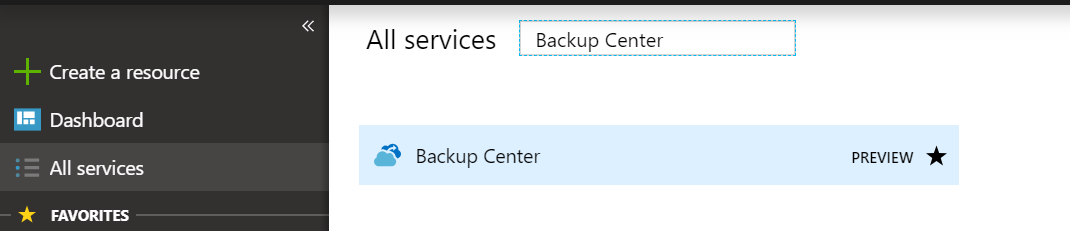 «
Create a resource
Dashboard
All services
FAVORITES
All services
Backup Center
Backup Center
PREVIEW